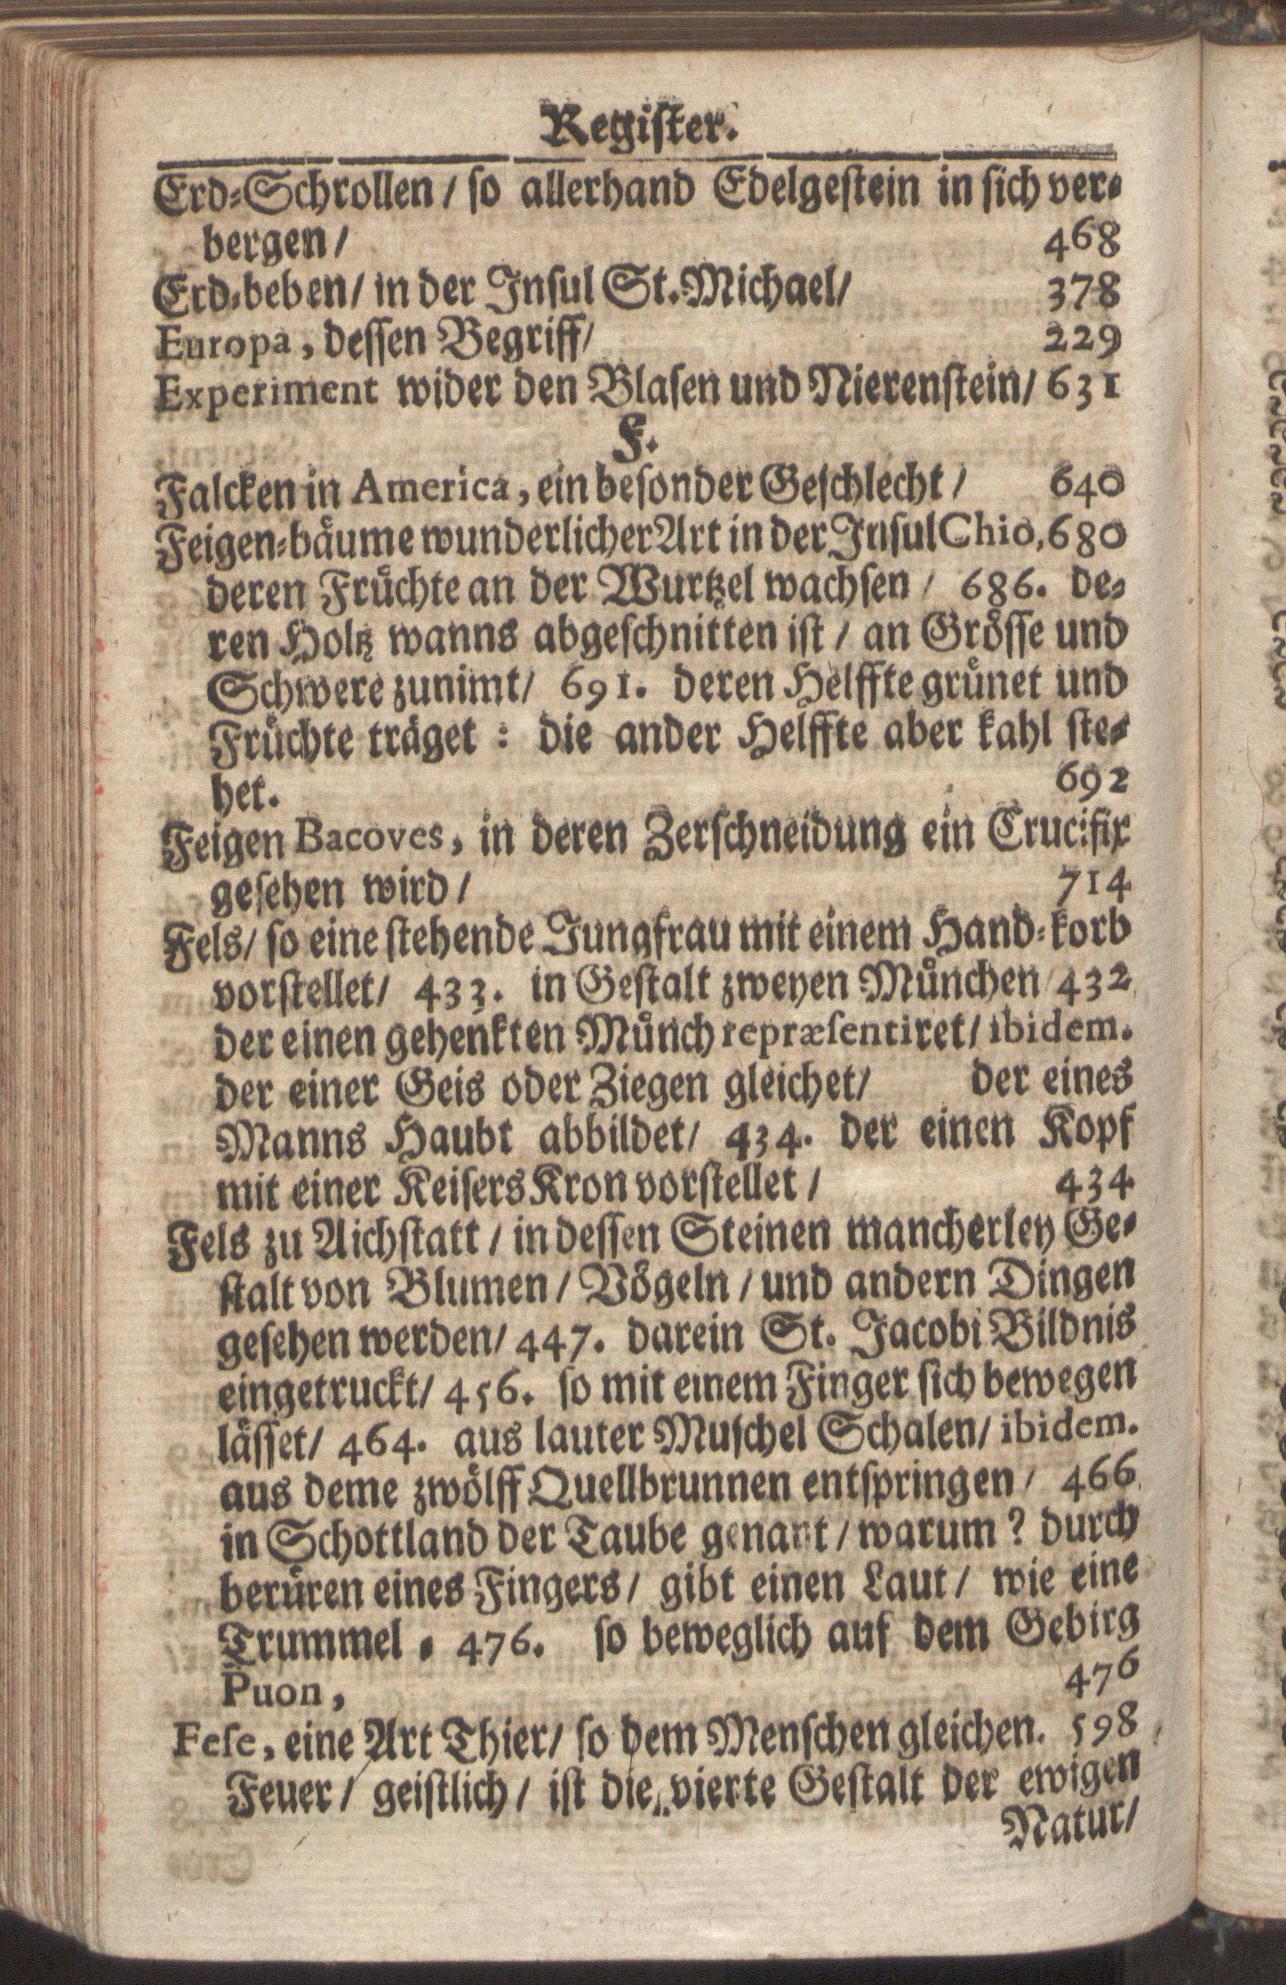 Register.
Erd-Schrollen / so allerhand Edelgestein in sich ver-
bergen / 468
Erd-beben / in der Insul St. Michael / 378
Europa, dessen Begriff / 229
Experiment wider den Blasen und Nierenstein / 631
F.
Falcken in America, ein besonder Geschlecht / 640
Feigen-bäume wunderlicher Art in der Insul Chio, 680
deren Früchte an der Wurtzel wachsen / 686. de-
ren Holtz wanns abgeschnitten ist / an Grösse und
Schwere zunimt / 691. deren Helffte grünet und
Früchte träget : die ander Helffte aber kahl ste-
het. 692
Feigen Bacoves, in deren Zerschneidung ein Crucifix
gesehen wird / 714
Fels / so eine stehende Jungfrau mit einem Hand-korb
vorstellet / 433. in Gestalt zweyen München / 432
der einen gehenkten Münch repræsentiret / ibidem.
der einer Geis oder Ziegen gleichet / der eines
Manns Haubt abbildet / 434. der einen Kopf
mit einer Keisers Kron vorstellet / 434
Fels zu Aichstatt / in dessen Steinen mancherley Ge-
stalt von Blumen / Vögeln / und andern Dingen
gesehen werden / 447. darein St. Jacobi Bildnis
eingetruckt / 456. so mit einem Finger sich bewegen
lässet / 464. aus lauter Muschel Schalen / ibidem.
aus deme zwölff Quellbrunnen entspringen / 466
in Schottland der Taube genant / warum ? durch
berüren eines Fingers / gibt einen Laut / wie eine
Trummel . 476. so beweglich auf dem Gebirg
Puon, 476
Fese, eine Art Thier / so dem Menschen gleichen. 598
Feuer / geistlich / ist die vierte Gestalt der ewigen
Natur /